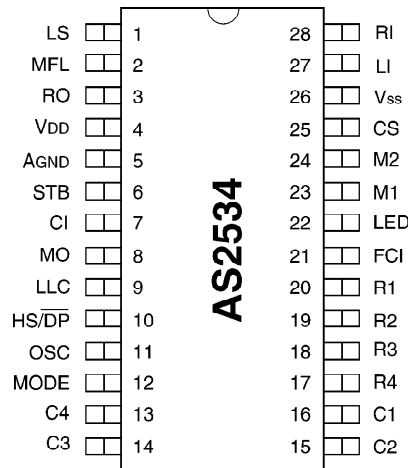 LS 1 28 RI
MFL 2 27 LI
RO 3 26 Vss
VDD 4 25 CS
AGND 5 24 M2
STB 6 23 M1
CI 7 22 LED
MO 8 21 FCI
LLC 9 20 R1
HS/DP 10 19 R2
OSC 11 18 R3
MODE 12 17 R4
C4 13 16 C1
C3 14 15 C2
AS2534